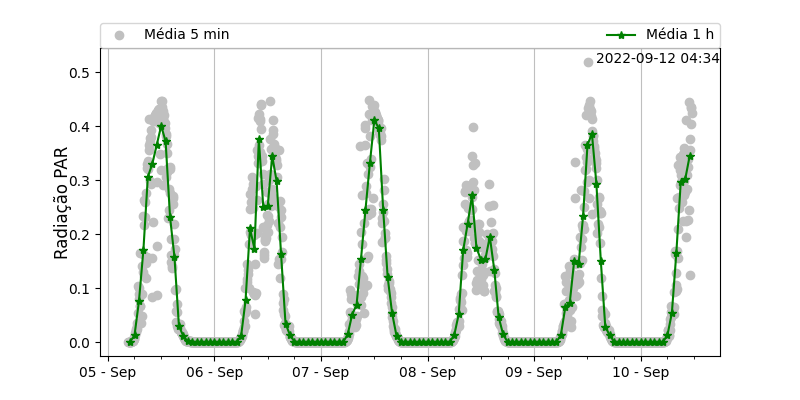 Média 5 min
Média 1 h
2022-09-12 04:34
Radiação PAR
0.5
0.4
0.3
0.2
0.1
0.0
05 - Sep
06 - Sep
07 - Sep
08 - Sep
09 - Sep
10 - Sep